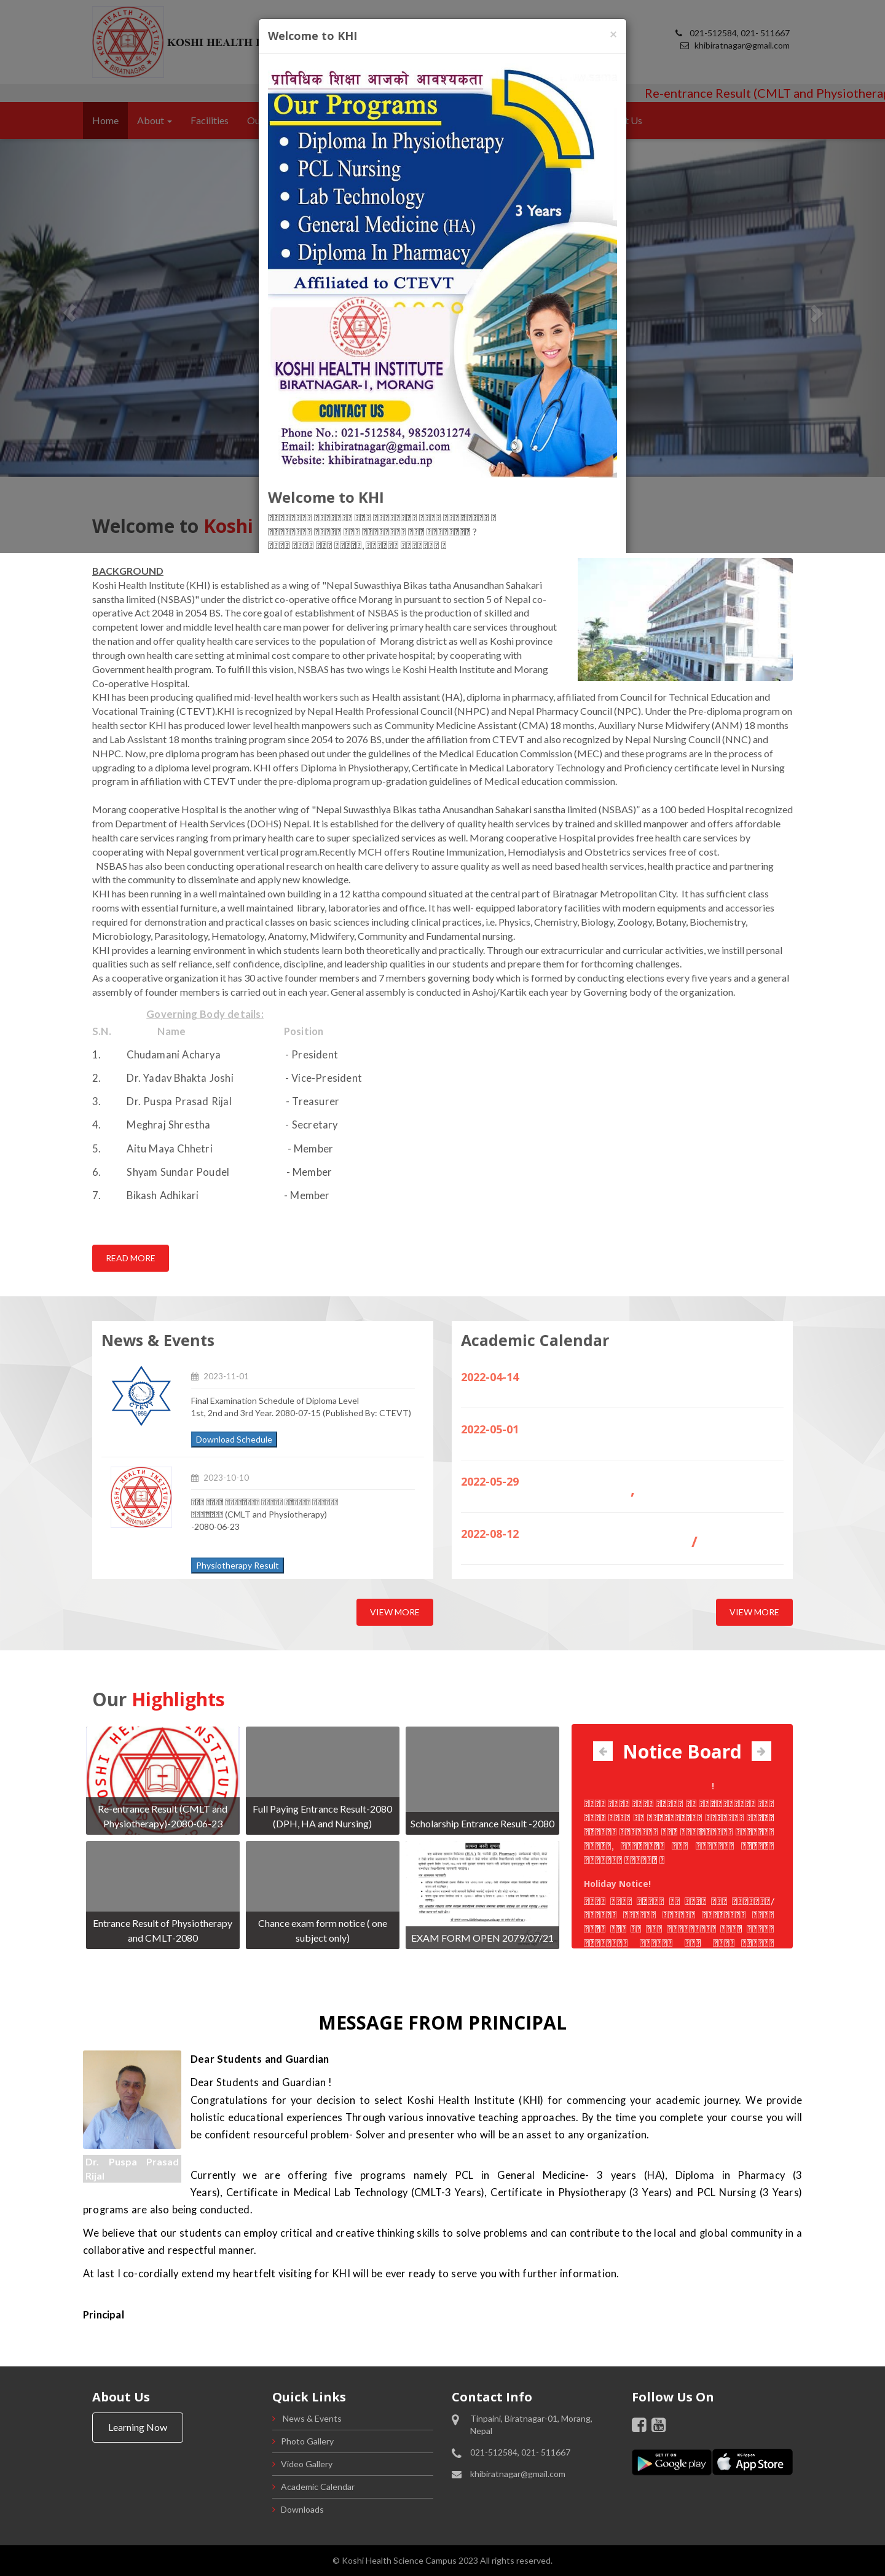 KOSHI HEALTH I
021-512584, 021- 511667
khibiratnagar@gmail.com
Re-entrance Result (CMLT and Physiotherap
Home
About
Facilities
t Us
Welcome to KHI
×
प्राविधिक शिक्षा आजको आवश्यकता
Our Programs
• Diploma In Physiotherapy
• PCL Nursing
• Lab Technology
• General Medicine (HA)
• Diploma In Pharmacy
3 Years
Affiliated to CTEVT
KOSHI HEALTH INSTITUTE
BIRATNAGAR-1, MORANG
CONTACT US
Phone No.: 021-512584, 9852031274
Email: khibiratnagar@gmail.com
Website: khibiratnagar.edu.np
Welcome to KHI
Welcome to Koshi
BACKGROUND
Koshi Health Institute (KHI) is established as a wing of "Nepal Suwasthiya Bikas tatha Anusandhan Sahakari
sanstha limited (NSBAS)" under the district co-operative office Morang in pursuant to section 5 of Nepal co-
operative Act 2048 in 2054 BS. The core goal of establishment of NSBAS is the production of skilled and
competent lower and middle level health care man power for delivering primary health care services throughout
the nation and offer quality health care services to the population of Morang district as well as Koshi province
through own health care setting at minimal cost compare to other private hospital; by cooperating with
Government health program. To fulfill this vision, NSBAS has two wings i.e Koshi Health Institute and Morang
Co-operative Hospital.
KHI has been producing qualified mid-level health workers such as Health assistant (HA), diploma in pharmacy, affiliated from Council for Technical Education and
Vocational Training (CTEVT).KHI is recognized by Nepal Health Professional Council (NHPC) and Nepal Pharmacy Council (NPC). Under the Pre-diploma program on
health sector KHI has produced lower level health manpowers such as Community Medicine Assistant (CMA) 18 months, Auxiliary Nurse Midwifery (ANM) 18 months
and Lab Assistant 18 months training program since 2054 to 2076 BS, under the affiliation from CTEVT and also recognized by Nepal Nursing Council (NNC) and
NHPC. Now, pre diploma program has been phased out under the guidelines of the Medical Education Commission (MEC) and these programs are in the process of
upgrading to a diploma level program. KHI offers Diploma in Physiotherapy, Certificate in Medical Laboratory Technology and Proficiency certificate level in Nursing
program in affiliation with CTEVT under the pre-diploma program up-gradation guidelines of Medical education commission.
Morang cooperative Hospital is the another wing of "Nepal Suwasthiya Bikas tatha Anusandhan Sahakari sanstha limited (NSBAS)” as a 100 beded Hospital recognized
from Department of Health Services (DOHS) Nepal. It is established for the delivery of quality health services by trained and skilled manpower and offers affordable
health care services ranging from primary health care to super specialized services as well. Morang cooperative Hospital provides free health care services by
cooperating with Nepal government vertical program.Recently MCH offers Routine Immunization, Hemodialysis and Obstetrics services free of cost.
NSBAS has also been conducting operational research on health care delivery to assure quality as well as need based health services, health practice and partnering
with the community to disseminate and apply new knowledge.
KHI has been running in a well maintained own building in a 12 kattha compound situated at the central part of Biratnagar Metropolitan City. It has sufficient class
rooms with essential furniture, a well maintained library, laboratories and office. It has well- equipped laboratory facilities with modern equipments and accessories
required for demonstration and practical classes on basic sciences including clinical practices, i.e. Physics, Chemistry, Biology, Zoology, Botany, Biochemistry,
Microbiology, Parasitology, Hematology, Anatomy, Midwifery, Community and Fundamental nursing.
KHI provides a learning environment in which students learn both theoretically and practically. Through our extracurricular and curricular activities, we instill personal
qualities such as self reliance, self confidence, discipline, and leadership qualities in our students and prepare them for forthcoming challenges.
As a cooperative organization it has 30 active founder members and 7 members governing body which is formed by conducting elections every five years and a general
assembly of founder members is carried out in each year. General assembly is conducted in Ashoj/Kartik each year by Governing body of the organization.
Governing Body details:
S.N. Name Position
1. Chudamani Acharya - President
2. Dr. Yadav Bhakta Joshi - Vice-President
3. Dr. Puspa Prasad Rijal - Treasurer
4. Meghraj Shrestha - Secretary
5. Aitu Maya Chhetri - Member
6. Shyam Sundar Poudel - Member
7. Bikash Adhikari - Member
READ MORE
News & Events
CTEVT
1989
2023-11-01
Final Examination Schedule of Diploma Level
1st, 2nd and 3rd Year. 2080-07-15 (Published By: CTEVT)
Download Schedule
KOSHI HEALTH INSTITUTE
BIRATNAGAR
2023-10-10
(CMLT and Physiotherapy)
-2080-06-23
Physiotherapy Result
VIEW MORE
Academic Calendar
2022-04-14
2022-05-01
2022-05-29
,
2022-08-12
/
VIEW MORE
Our Highlights
Re-entrance Result (CMLT and
Physiotherapy)-2080-06-23
Full Paying Entrance Result-2080
(DPH, HA and Nursing)
Scholarship Entrance Result -2080
Entrance Result of Physiotherapy
and CMLT-2080
Chance exam form notice ( one
subject only)
EXAM FORM OPEN 2079/07/21
Notice Board
!
Holiday Notice!
MESSAGE FROM PRINCIPAL
Dr. Puspa Prasad
Rijal
Dear Students and Guardian
Dear Students and Guardian !
Congratulations for your decision to select Koshi Health Institute (KHI) for commencing your academic journey. We provide
holistic educational experiences Through various innovative teaching approaches. By the time you complete your course you will
be confident resourceful problem- Solver and presenter who will be an asset to any organization.
Currently we are offering five programs namely PCL in General Medicine- 3 years (HA), Diploma in Pharmacy (3
Years), Certificate in Medical Lab Technology (CMLT-3 Years), Certificate in Physiotherapy (3 Years) and PCL Nursing (3 Years)
programs are also being conducted.
We believe that our students can employ critical and creative thinking skills to solve problems and can contribute to the local and global community in a
collaborative and respectful manner.
At last I co-cordially extend my heartfelt visiting for KHI will be ever ready to serve you with further information.
Principal
About Us
Learning Now
Quick Links
News & Events
Photo Gallery
Video Gallery
Academic Calendar
Downloads
Contact Info
Tinpaini, Biratnagar-01, Morang,
Nepal
021-512584, 021- 511667
khibiratnagar@gmail.com
Follow Us On
GET IT ON
Google play
App Store
© Koshi Health Science Campus 2023 All rights reserved.